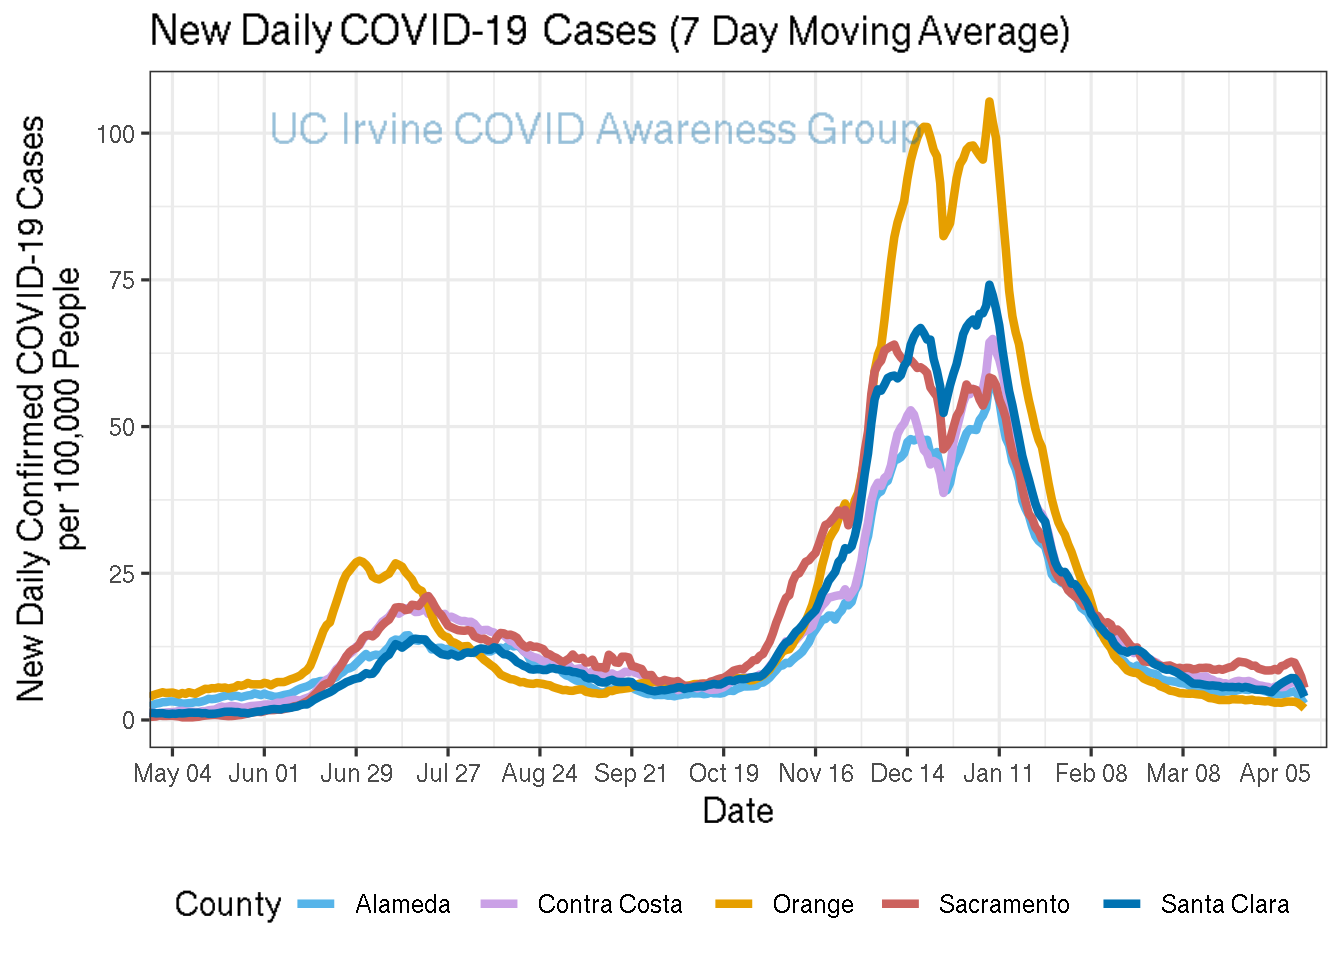 New Daily COVID-19 Cases (7 Day Moving Average)
UC Irvine COVID Awareness Group
New Daily Confirmed COVID-19 Cases
per 100,000 People
100
75
50
25
0
May 04 Jun 01 Jun 29 Jul 27 Aug 24 Sep 21 Oct 19 Nov 16 Dec 14 Jan 11 Feb 08 Mar 08 Apr 05
Date
County Alameda Contra Costa Orange Sacramento Santa Clara